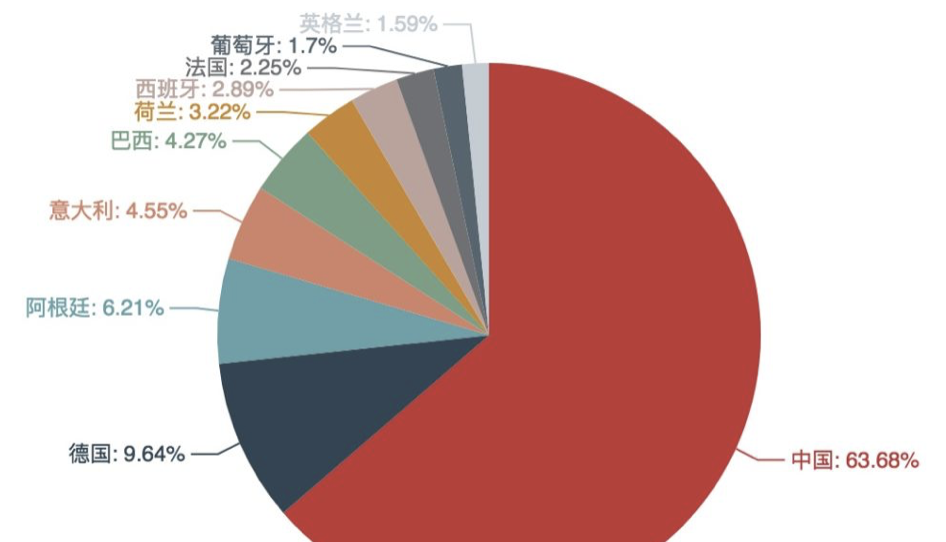 英格兰: 1.59%
葡萄牙: 1.7%
法国: 2.25%
西班牙: 2.89%
荷兰: 3.22%
巴西: 4.27%
意大利: 4.55%
阿根廷: 6.21%
德国: 9.64%
中国: 63.68%